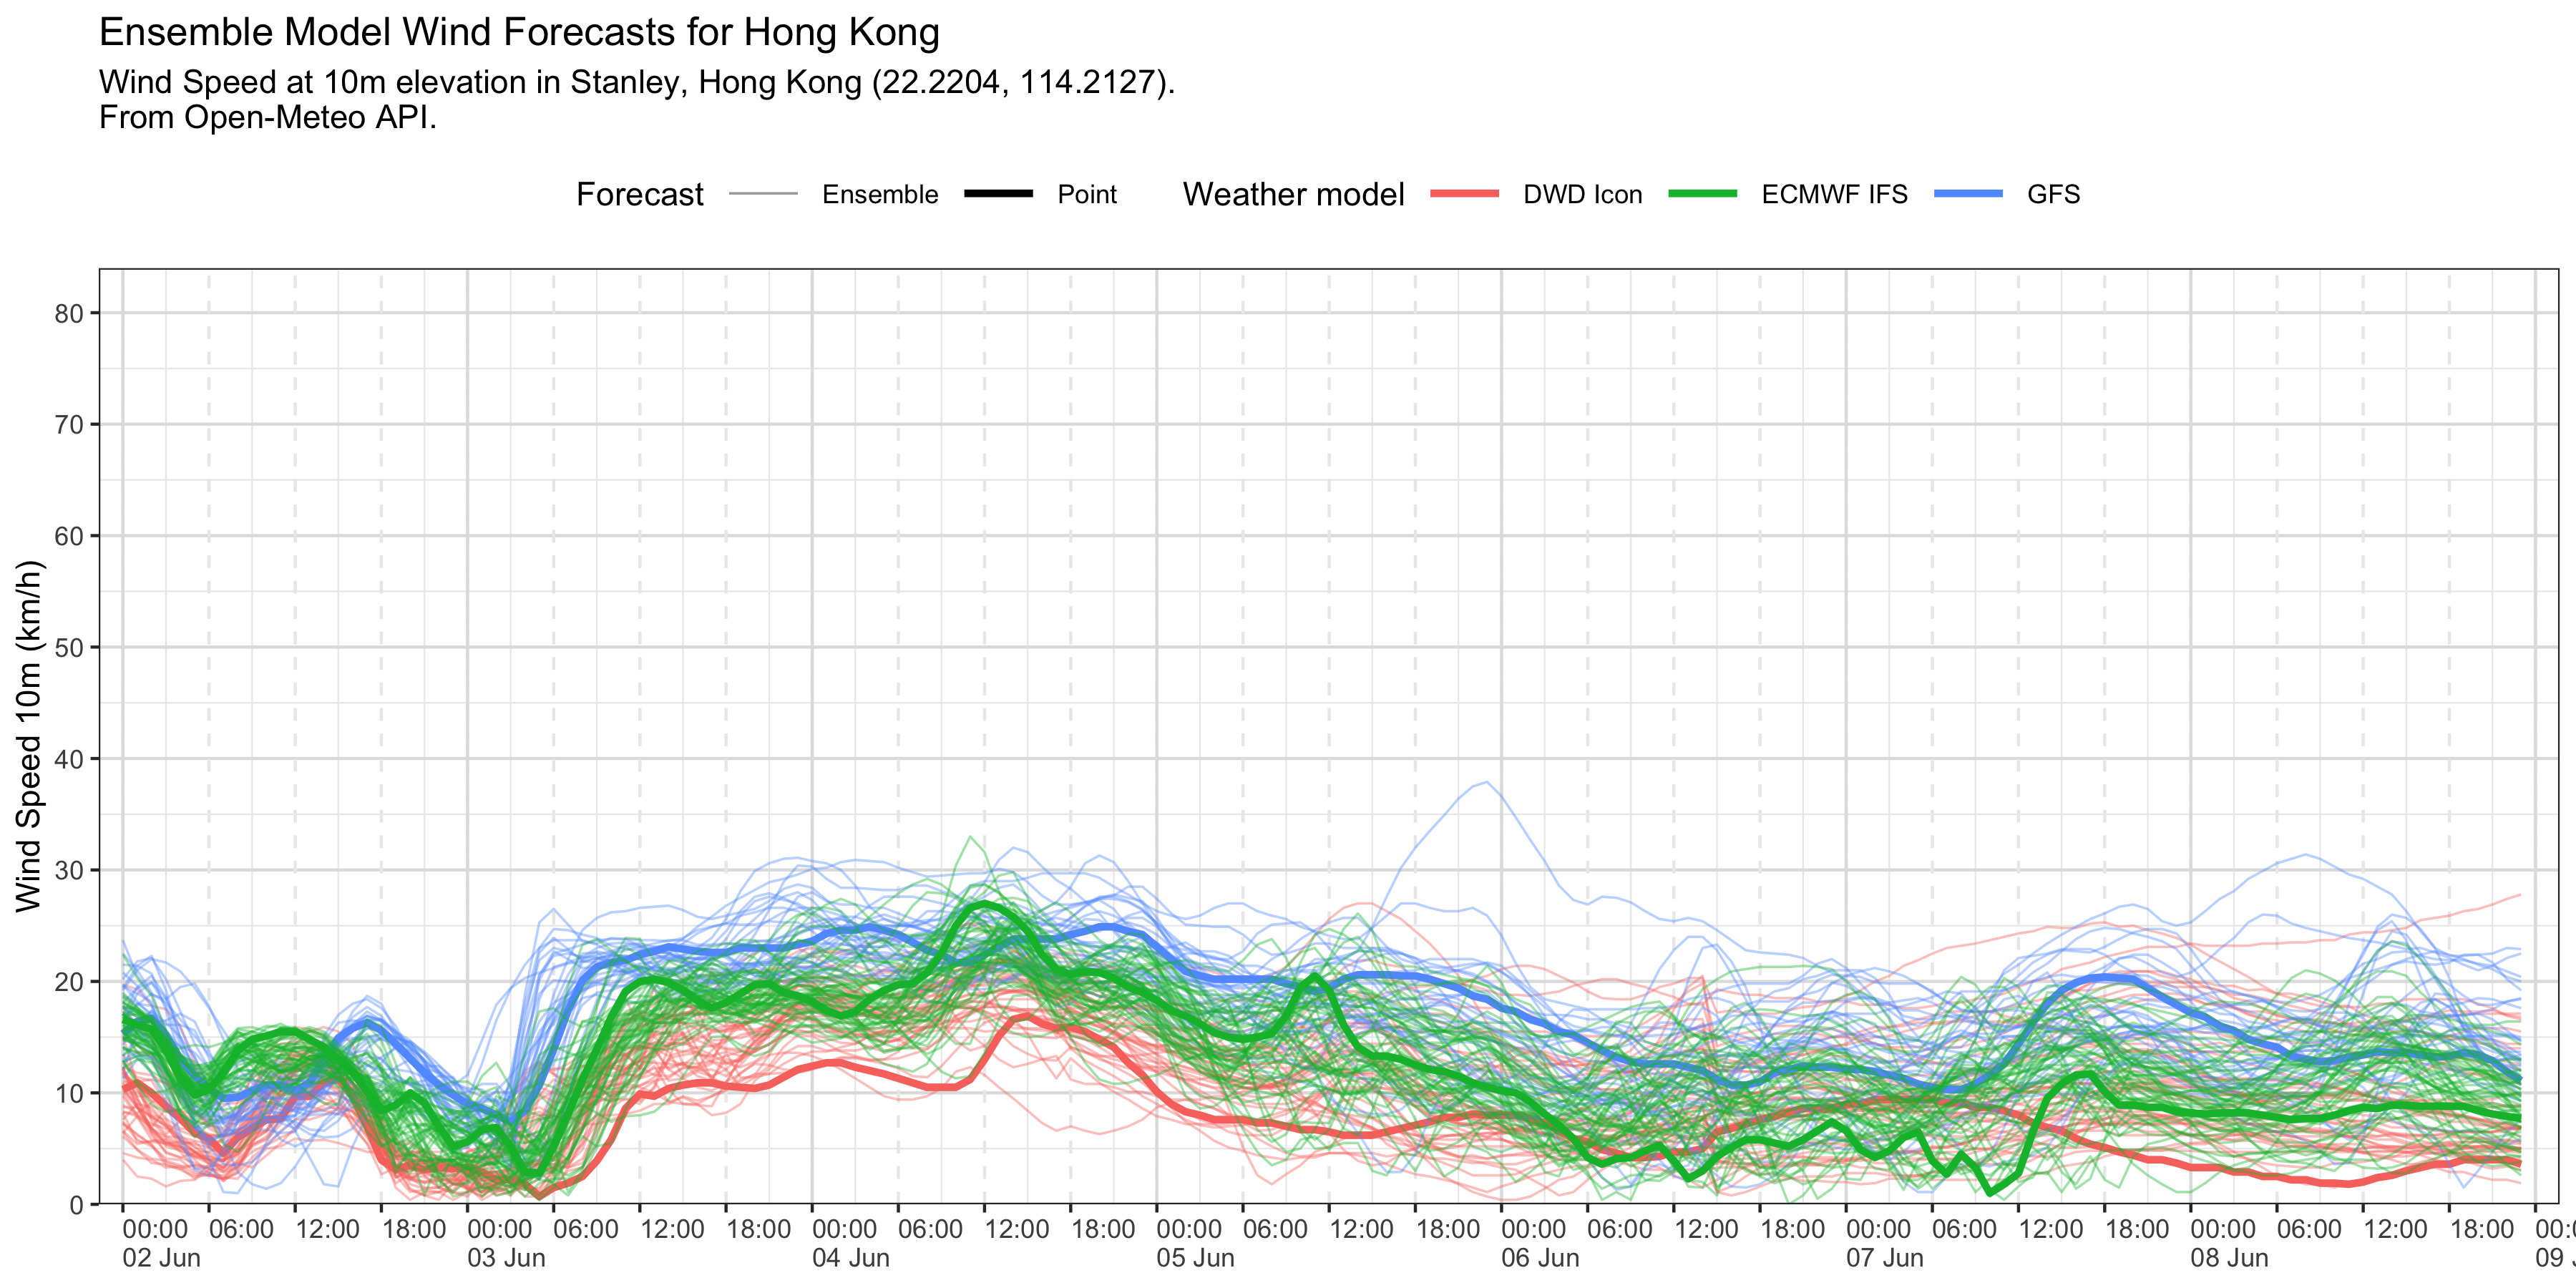 Ensemble Model Wind Forecasts for Hong Kong
Wind Speed at 10m elevation in Stanley, Hong Kong (22.2204, 114.2127).
From Open-Meteo API.
Forecast Ensemble Point Weather model DWD Icon ECMWF IFS GFS
Wind Speed 10m (km/h)
80
70
60
50
40
30
20
10
0
00:00 06:00 12:00 18:00 00:00 06:00 12:00 18:00 00:00 06:00 12:00 18:00 00:00 06:00 12:00 18:00 00:00 06:00 12:00 18:00 00:00 06:00 12:00 18:00 00:00 06:00 12:00 18:00
02 Jun 03 Jun 04 Jun 05 Jun 06 Jun 07 Jun 08 Jun 09